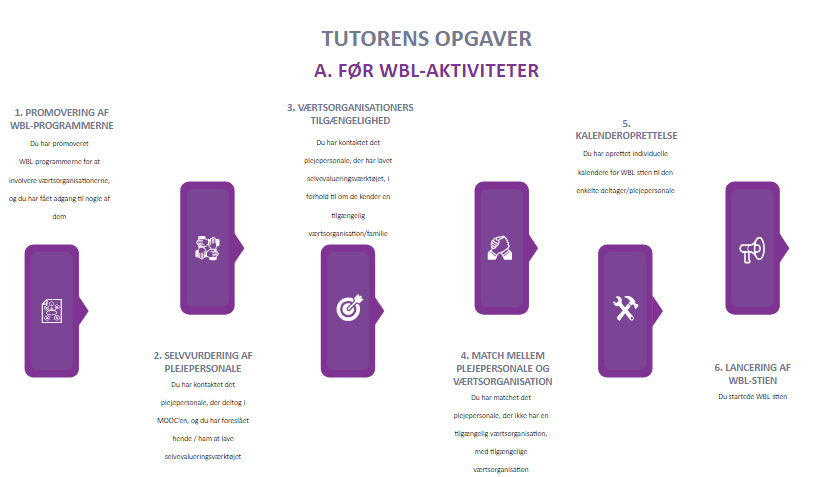 TUTORENS OPGAVER
A. FØR WBL-AKTIVITETER
1. PROMOVERING AF
WBL-PROGRAMMERNE
Du har promoveret
WBL programmerne for at
involvere værtsorganisationerne,
og du har fået adgang til nogle af
dem
2. SELVVURDERING AF
PLEJEPERSONALE
Du har kontaktet det
plejepersonale, der deltog i
MOOC'en, og du har foreslået
hende / ham at lave
selvevalueringsværktøjet
3. VÆRTSORGANISATIONERS
TILGÆNGELIGHED
Du har kontaktet det
plejepersonale, der har lavet
selvevalueringsværktøjet, i
forhold til om de kender en
tilgængelig
værtsorganisation/familie
4. MATCH MELLEM
PLEJEPERSONALE OG
VÆRTSORGANISATION
Du har matchet det
plejepersonale, der ikke har en
tilgængelig værtsorganisation,
med tilgængelige
værtsorganisation
5.
KALENDEROPRETTELSE
Du har oprettet individuelle
kalendere for WBL stien til den
enkelte deltager/plejepersonale
6. LANCERING AF
WBL-STIEN
Du startede WBL stien